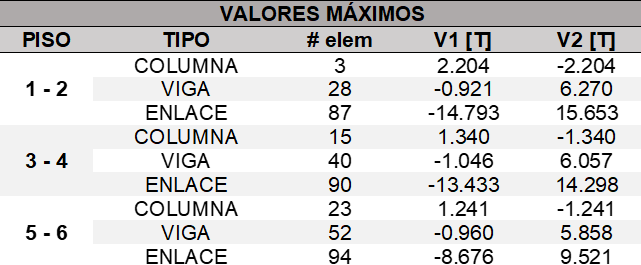 VALORES MÁXIMOS
PISO TIPO # elem V1 [T] V2 [T]
COLUMNA 3 2.204 -2.204
1 - 2 VIGA 28 -0.921 6.270
ENLACE 87 -14.793 15.653
COLUMNA 15 1.340 -1.340
3 - 4 VIGA 40 -1.046 6.057
ENLACE 90 -13.433 14.298
COLUMNA 23 1.241 -1.241
5 - 6 VIGA 52 -0.960 5.858
ENLACE 94 -8.676 9.521